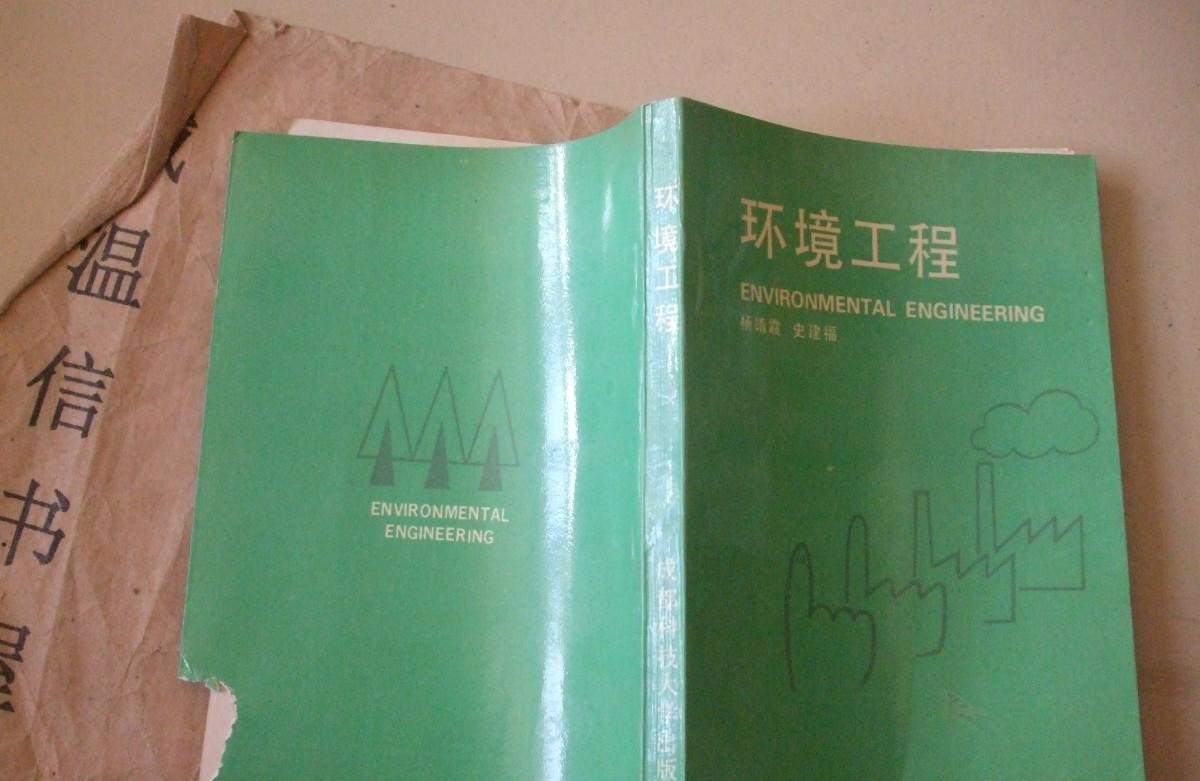 环境工程
ENVIRONMENTAL ENGINEERING
杨靖霞 史建福
环境工程
成都科技大学出版
ENVIRONMENTAL
ENGINEERING
温信书